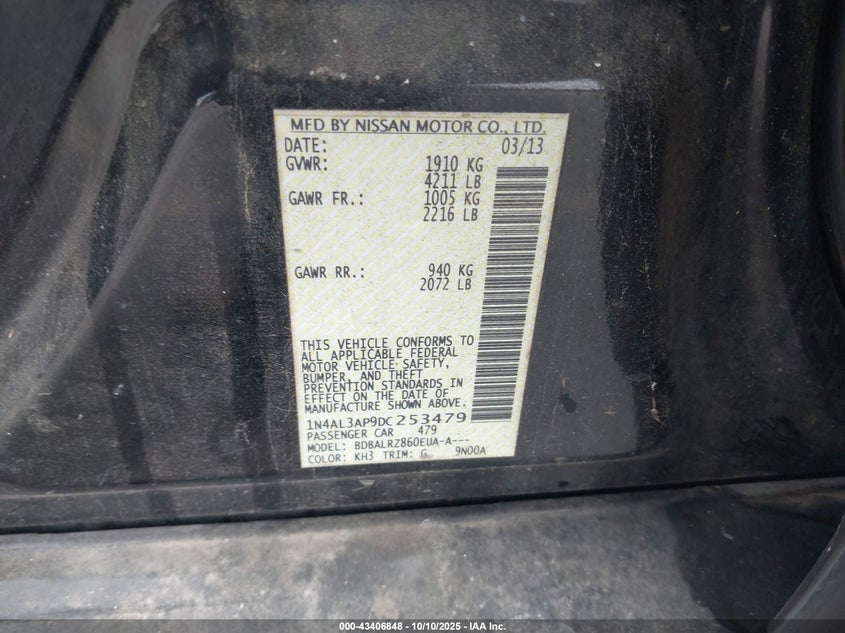 MFD BY NISSAN MOTOR CO., LTD.
DATE: 03/13
GVWR: 1910 KG
4211 LB
GAWR FR.: 1005 KG
2216 LB
GAWR RR.: 940 KG
2072 LB
THIS VEHICLE CONFORMS TO
ALL APPLICABLE FEDERAL
MOTOR VEHICLE SAFETY,
BUMPER, AND THEFT
PREVENTION STANDARDS IN
EFFECT ON THE DATE OF
MANUFACTURE SHOWN ABOVE.
1N4AL3AP9DC253479
PASSENGER CAR 479
MODEL: BDBALRZ860EUA-A---
COLOR: KH3 TRIM: G 9N00A
000-43406848 - 10/10/2025 - IAA Inc.